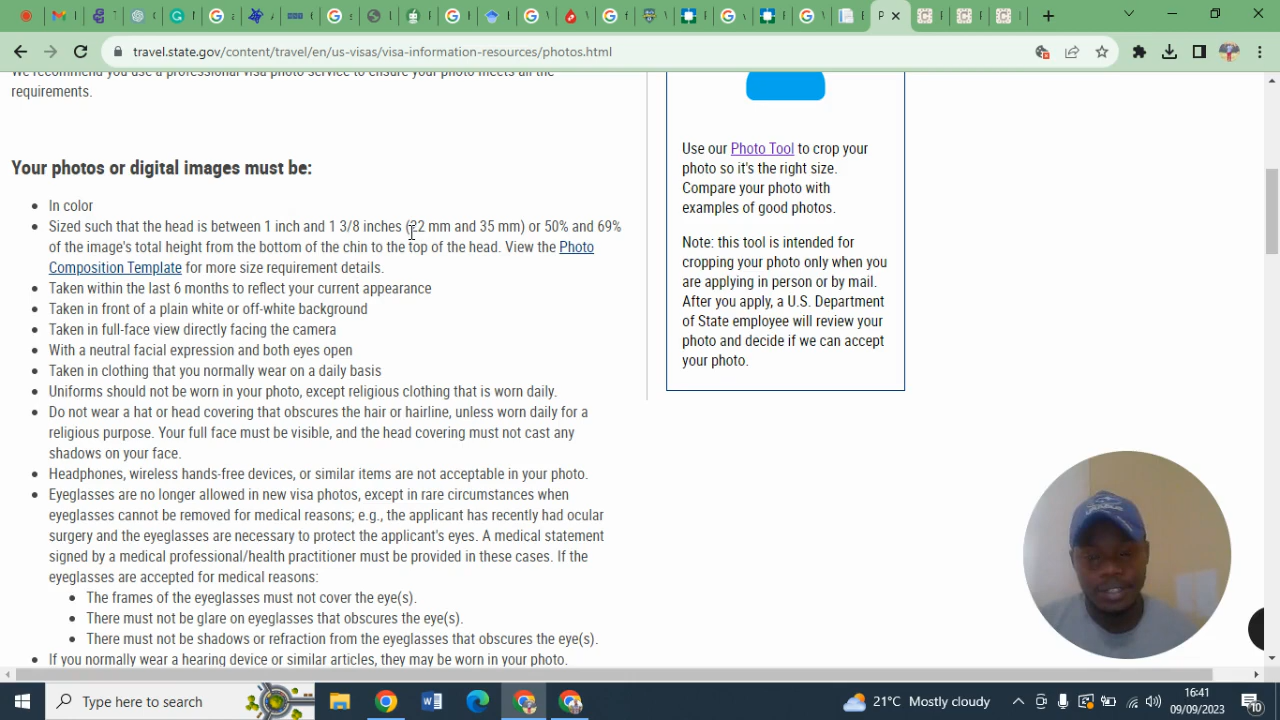 travel.state.gov/content/travel/en/us-visas/visa-information-resources/photos.html
We recommend you use a professional visa photo service to ensure your photo meets all the
requirements.
Your photos or digital images must be:
In color
Sized such that the head is between 1 inch and 1 3/8 inches (22 mm and 35 mm) or 50% and 69%
of the image's total height from the bottom of the chin to the top of the head. View the Photo
Composition Template for more size requirement details.
Taken within the last 6 months to reflect your current appearance
Taken in front of a plain white or off-white background
Taken in full-face view directly facing the camera
With a neutral facial expression and both eyes open
Taken in clothing that you normally wear on a daily basis
Uniforms should not be worn in your photo, except religious clothing that is worn daily.
Do not wear a hat or head covering that obscures the hair or hairline, unless worn daily for a
religious purpose. Your full face must be visible, and the head covering must not cast any
shadows on your face.
Headphones, wireless hands-free devices, or similar items are not acceptable in your photo.
Eyeglasses are no longer allowed in new visa photos, except in rare circumstances when
eyeglasses cannot be removed for medical reasons; e.g., the applicant has recently had ocular
surgery and the eyeglasses are necessary to protect the applicant's eyes. A medical statement
signed by a medical professional/health practitioner must be provided in these cases. If the
eyeglasses are accepted for medical reasons:
The frames of the eyeglasses must not cover the eye(s).
There must not be glare on eyeglasses that obscures the eye(s).
There must not be shadows or refraction from the eyeglasses that obscures the eye(s).
If you normally wear a hearing device or similar articles, they may be worn in your photo.
Use our Photo Tool to crop your
photo so it's the right size.
Compare your photo with
examples of good photos.
Note: this tool is intended for
cropping your photo only when you
are applying in person or by mail.
After you apply, a U.S. Department
of State employee will review your
photo and decide if we can accept
your photo.
Type here to search
21°C Mostly cloudy
16:41
09/09/2023
10